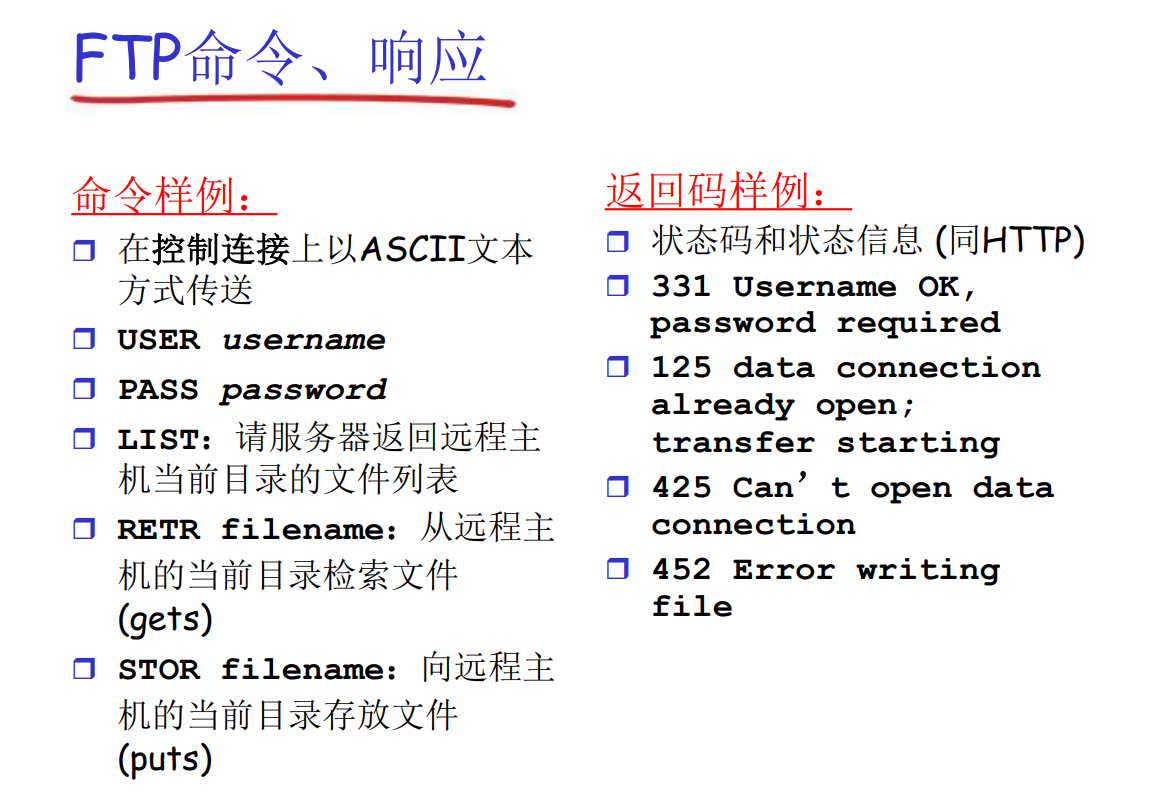 FTP命令、响应
命令样例：
在控制连接上以ASCII文本
方式传送
USER username
PASS password
LIST：请服务器返回远程主
机当前目录的文件列表
RETR filename：从远程主
机的当前目录检索文件
(gets)
STOR filename：向远程主
机的当前目录存放文件
(puts)
返回码样例：
状态码和状态信息 (同HTTP)
331 Username OK,
password required
125 data connection
already open;
transfer starting
425 Can’t open data
connection
452 Error writing
file